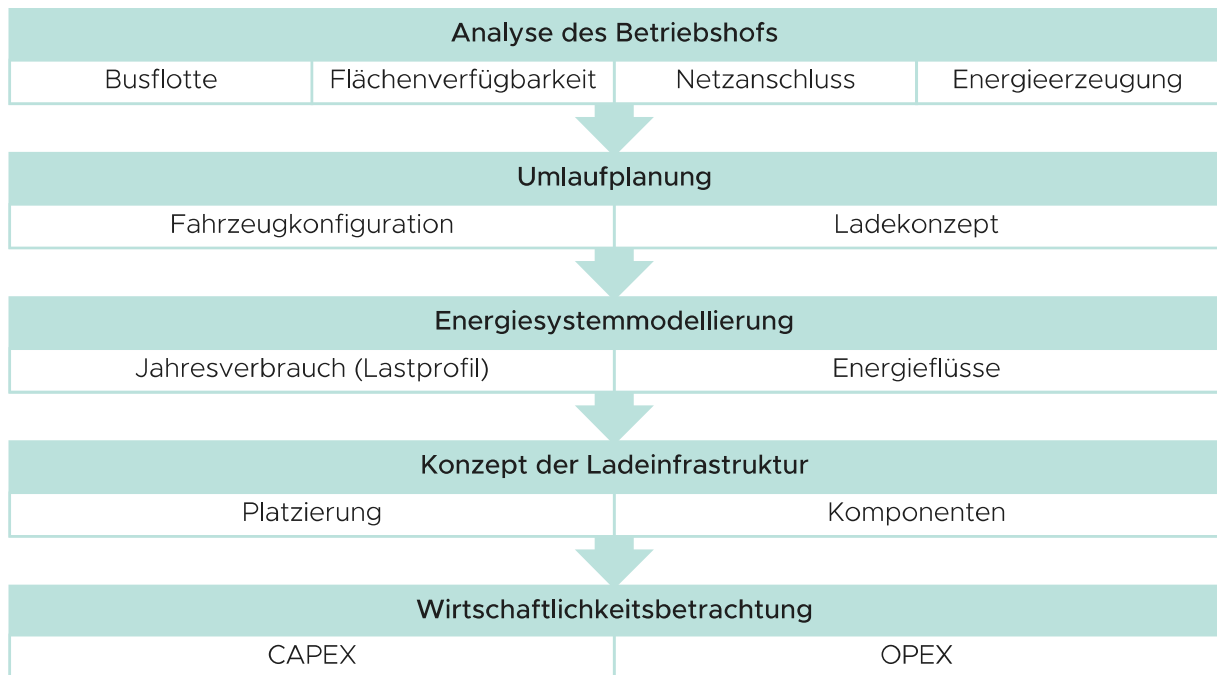 Analyse des Betriebshofs
Busflotte Flächenverfügbarkeit Netzanschluss Energieerzeugung
Umlaufplanung
Fahrzeugkonfiguration Ladekonzept
Energiesystemmodellierung
Jahresverbrauch (Lastprofil) Energieflüsse
Konzept der Ladeinfrastruktur
Platzierung Komponenten
Wirtschaftlichkeitsbetrachtung
CAPEX OPEX